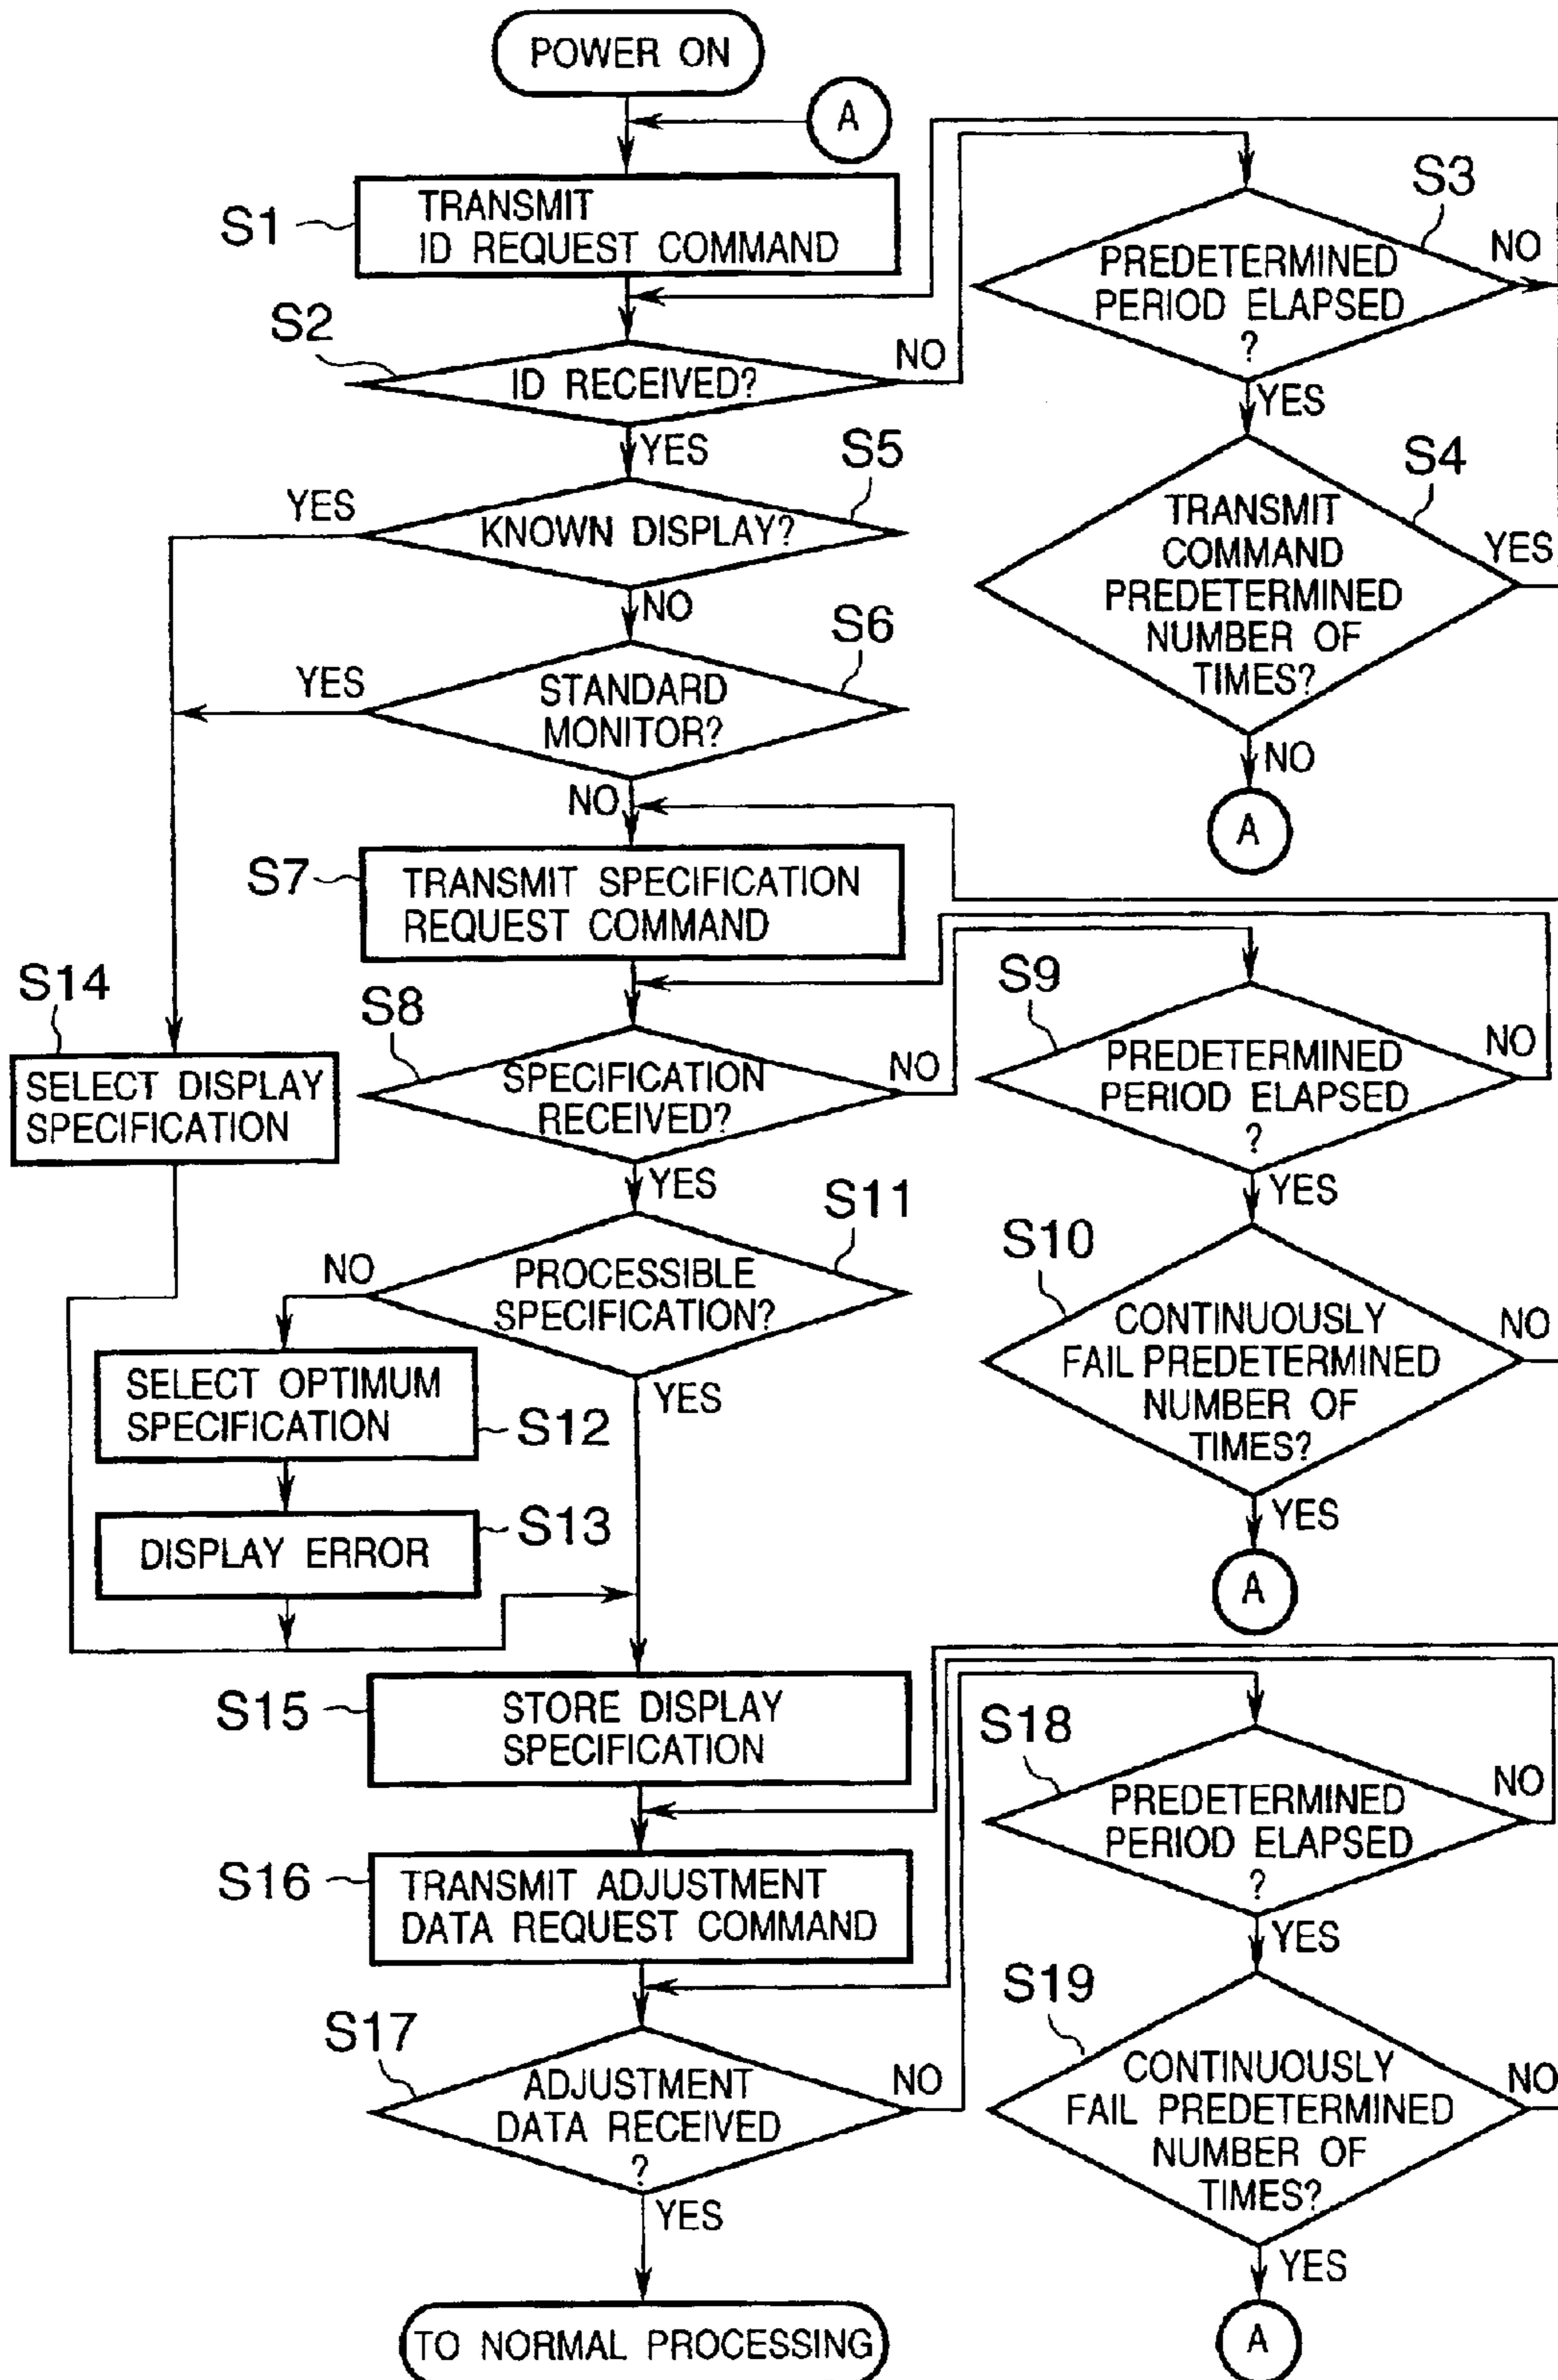 POWER ON
A
S1
TRANSMIT
ID REQUEST COMMAND
S2
ID RECEIVED?
NO
YES
S3
PREDETERMINED
PERIOD ELAPSED
?
NO
YES
S4
TRANSMIT
COMMAND
PREDETERMINED
NUMBER OF
TIMES?
YES
NO
A
S5
KNOWN DISPLAY?
YES
NO
S6
STANDARD
MONITOR?
YES
NO
S7
TRANSMIT SPECIFICATION
REQUEST COMMAND
S8
SPECIFICATION
RECEIVED?
NO
YES
S9
PREDETERMINED
PERIOD ELAPSED
?
NO
YES
S10
CONTINUOUSLY
FAIL PREDETERMINED
NUMBER OF
TIMES?
NO
YES
A
S14
SELECT DISPLAY
SPECIFICATION
S11
PROCESSIBLE
SPECIFICATION?
NO
YES
SELECT OPTIMUM
SPECIFICATION
S12
DISPLAY ERROR
S13
S15
STORE DISPLAY
SPECIFICATION
S16
TRANSMIT ADJUSTMENT
DATA REQUEST COMMAND
S17
ADJUSTMENT
DATA RECEIVED
?
NO
YES
S18
PREDETERMINED
PERIOD ELAPSED
?
NO
YES
S19
CONTINUOUSLY
FAIL PREDETERMINED
NUMBER OF
TIMES?
NO
YES
A
TO NORMAL PROCESSING